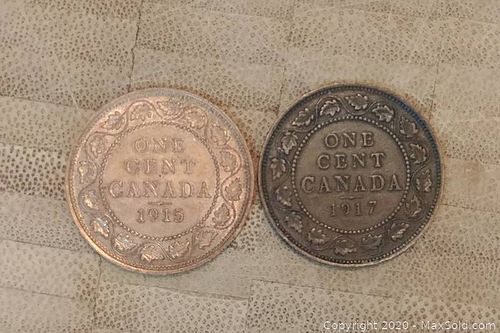 ONE
CENT
CANADA
1915
ONE
CENT
CANADA
1917
Copyright 2020 - MaxSold.com